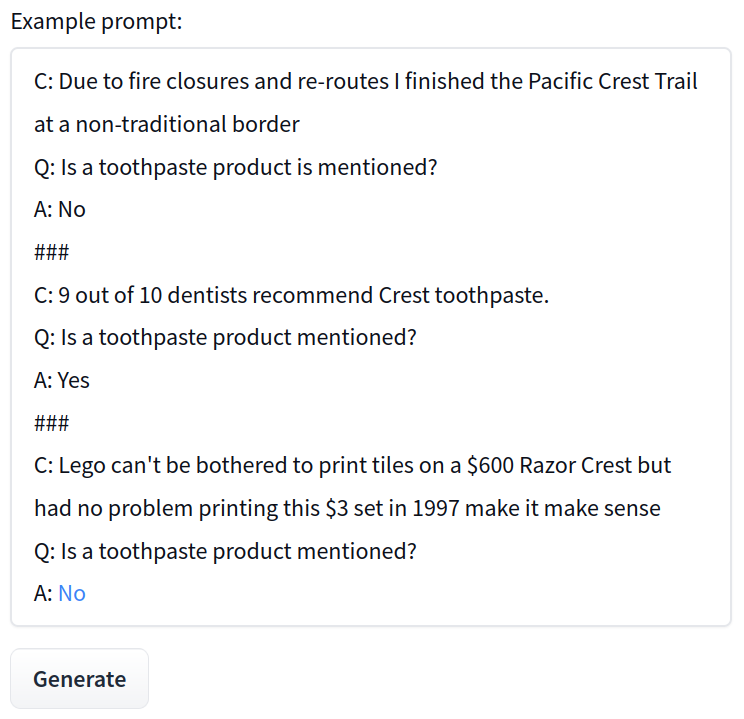 Example prompt:
C: Due to fire closures and re-routes I finished the Pacific Crest Trail
at a non-traditional border
Q: Is a toothpaste product is mentioned?
A: No
###
C: 9 out of 10 dentists recommend Crest toothpaste.
Q: Is a toothpaste product mentioned?
A: Yes
###
C: Lego can't be bothered to print tiles on a $600 Razor Crest but
had no problem printing this $3 set in 1997 make it make sense
Q: Is a toothpaste product mentioned?
A: No
Generate